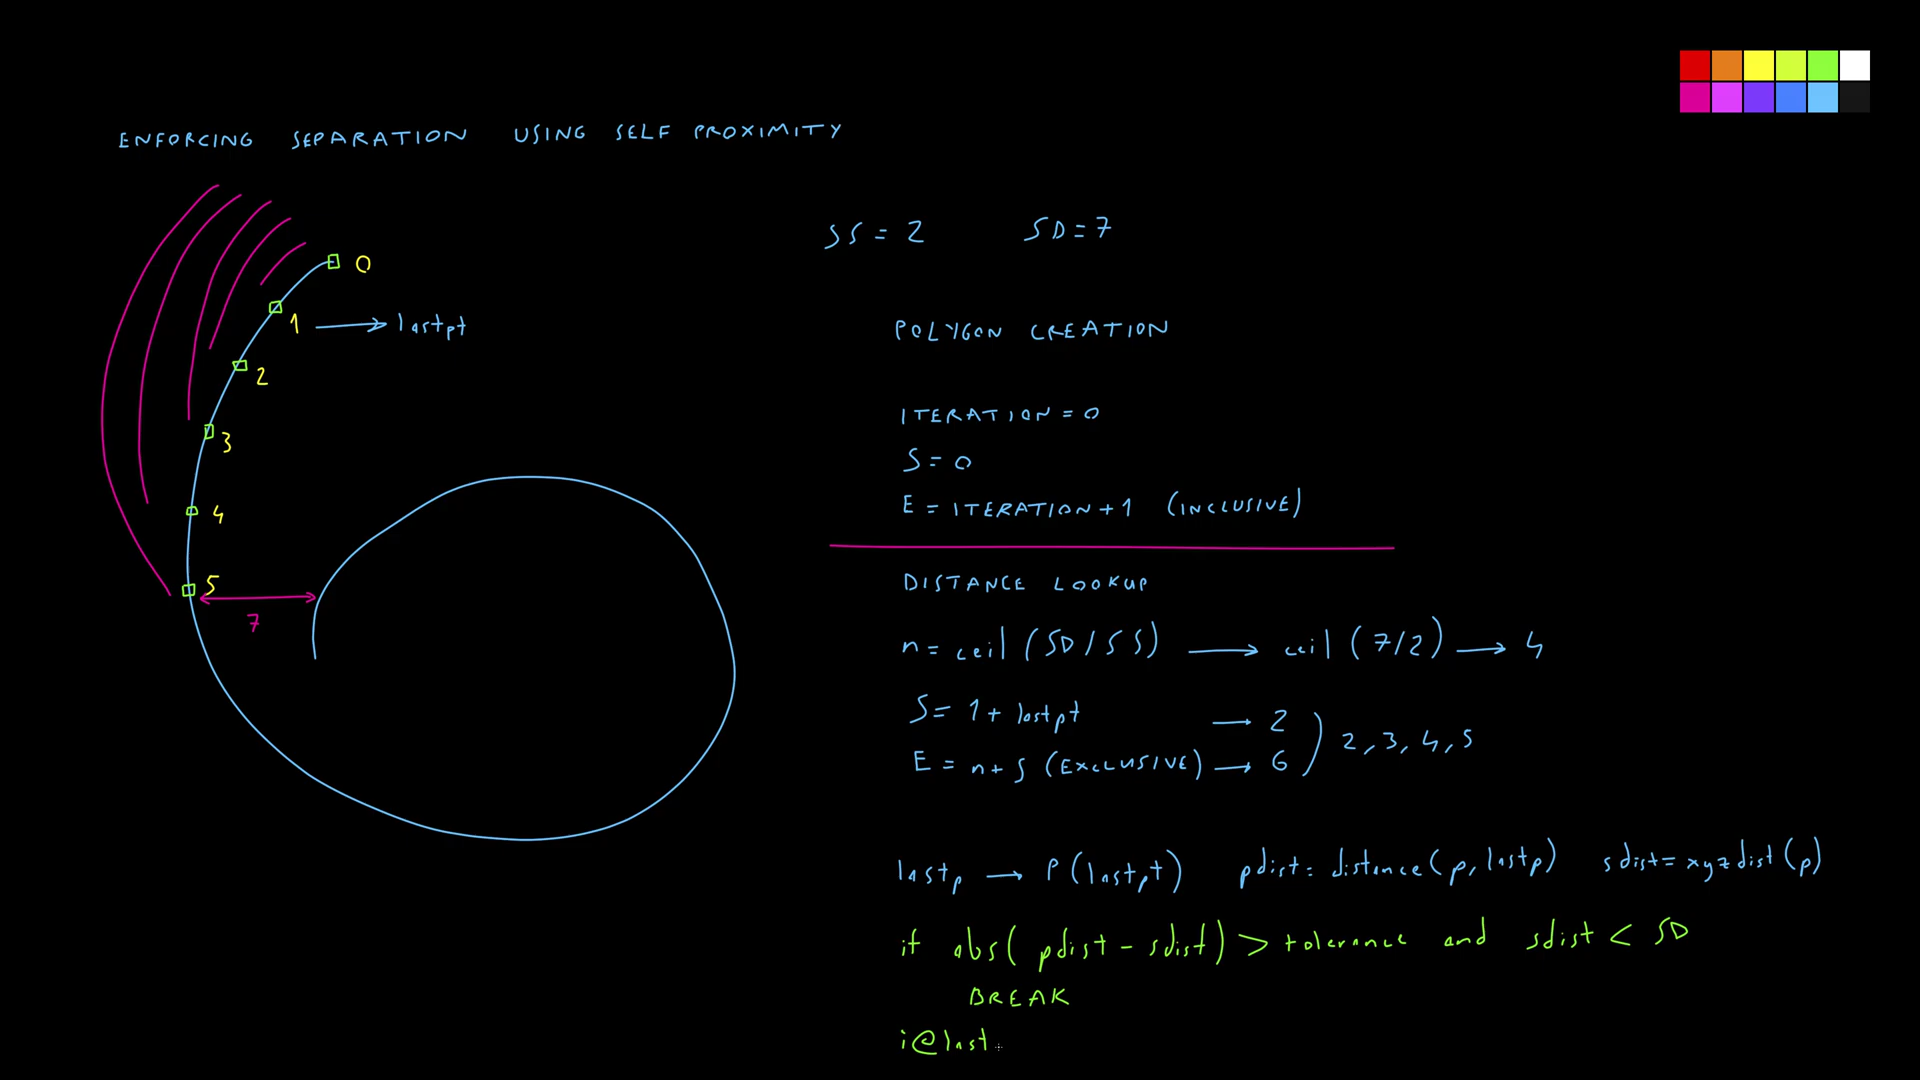 ENFORCING SEPARATION USING SELF PROXIMITY
0
1 → lastpt
2
3
4
5
7
SS = 2 SD = 7
POLYGON CREATION
ITERATION = 0
S = 0
E = ITERATION + 1 (INCLUSIVE)
DISTANCE LOOKUP
n = ceil (SD / SS) → ceil (7/2) → 4
S = 1 + lastpt → 2
E = n + S (EXCLUSIVE) → 6 ) 2, 3, 4, 5
lastp → P(lastpt) pdist = distance(p, lastp) sdist = xyzdist(p)
if abs( pdist - sdist) > tolerance and sdist < SD
BREAK
i@last